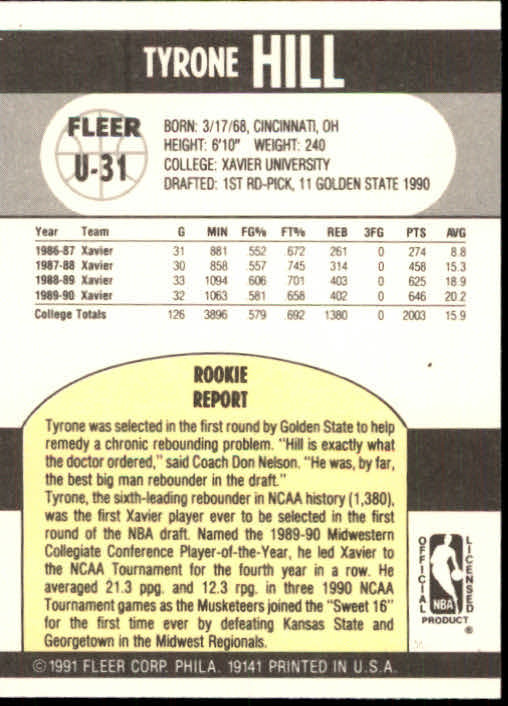 TYRONE HILL
FLEER
U-31
BORN: 3/17/68, CINCINNATI, OH
HEIGHT: 6'10" WEIGHT: 240
COLLEGE: XAVIER UNIVERSITY
DRAFTED: 1ST RD-PICK, 11 GOLDEN STATE 1990
Year Team G MIN FG% FT% REB 3FG PTS AVG
1986-87 Xavier 31 881 552 .672 261 0 274 8.8
1987-88 Xavier 30 858 557 745 314 0 458 15.3
1988-89 Xavier 33 1094 606 .701 403 0 625 18.9
1989-90 Xavier 32 1063 581 .658 402 0 646 20.2
College Totals 126 3896 579 .692 1380 0 2003 15.9
ROOKIE
REPORT
Tyrone was selected in the first round by Golden State to help
remedy a chronic rebounding problem. "Hill is exactly what
the doctor ordered," said Coach Don Nelson. "He was, by far,
the best big man rebounder in the draft."
Tyrone, the sixth-leading rebounder in NCAA history (1,380),
was the first Xavier player ever to be selected in the first
round of the NBA draft. Named the 1989-90 Midwestern
Collegiate Conference Player-of-the-Year, he led Xavier to
the NCAA Tournament for the fourth year in a row. He
averaged 21.3 ppg. and 12.3 rpg. in three 1990 NCAA
Tournament games as the Musketeers joined the "Sweet 16"
for the first time ever by defeating Kansas State and
Georgetown in the Midwest Regionals.
OFFICIAL
LICENSED
NBA
PRODUCT
®
© 1991 FLEER CORP. PHILA. 19141 PRINTED IN U.S.A.